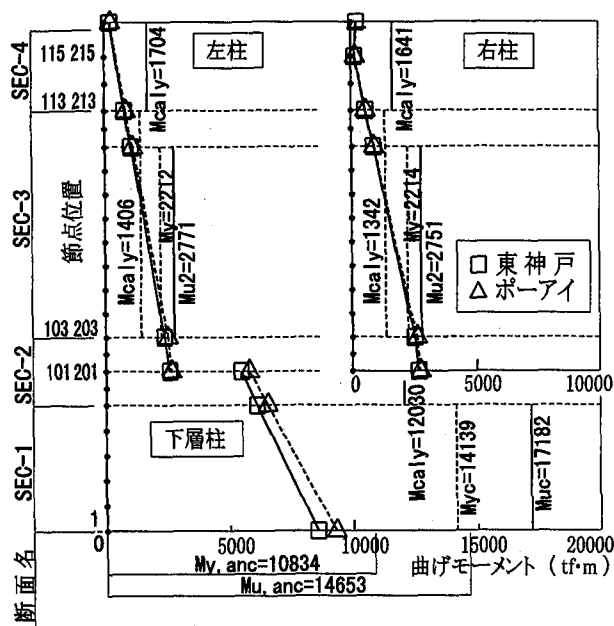 SEC-4
SEC-3
SEC-2
SEC-1
断面名
節点位置
115 215
113 213
103 203
101 201
1
左柱
右柱
下層柱
Mcaly=1704
Mcaly=1406
My=2212
Mu2=2771
Mcaly=1641
Mcaly=1342
My=2214
Mu2=2751
□ 東神戸
△ ポーアイ
0 5000 10000
Mcaly=12030
Myc=14139
Muc=17182
0 5000 10000 15000 20000
My, anc=10834
Mu, anc=14653
曲げモーメント (tf·m)